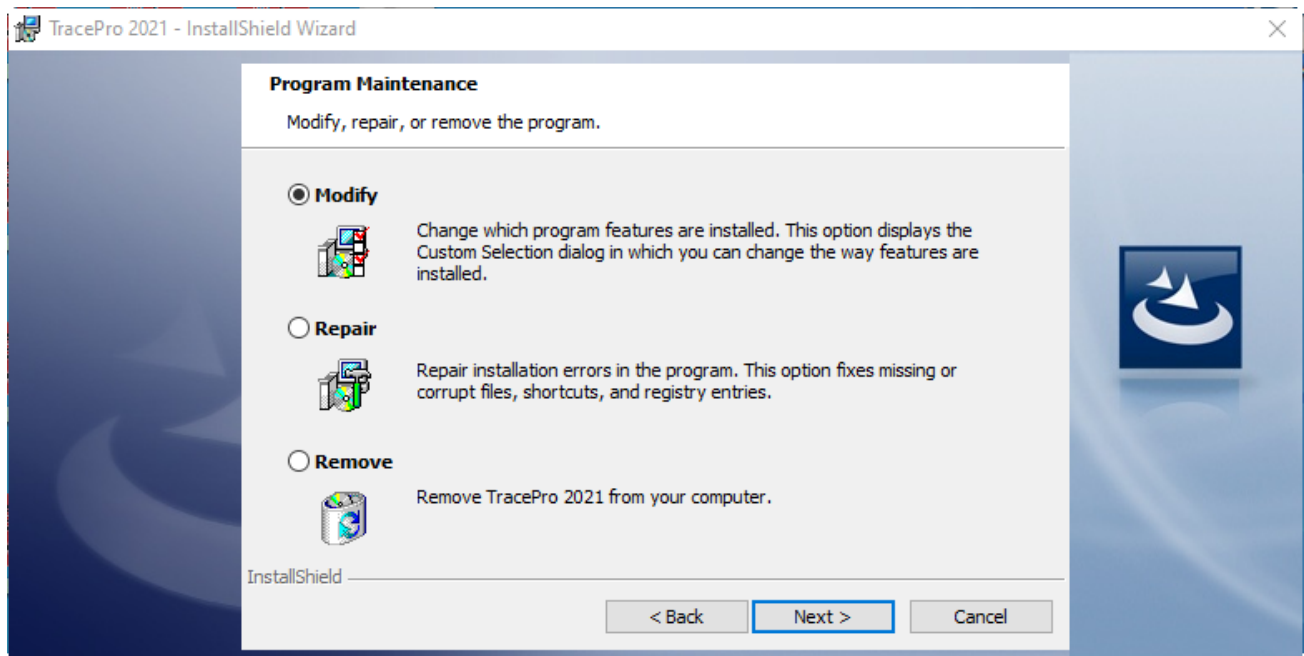 TracePro 2021 - InstallShield Wizard
Program Maintenance
Modify, repair, or remove the program.
Modify
Change which program features are installed. This option displays the
Custom Selection dialog in which you can change the way features are
installed.
Repair
Repair installation errors in the program. This option fixes missing or
corrupt files, shortcuts, and registry entries.
Remove
Remove TracePro 2021 from your computer.
InstallShield
< Back
Next >
Cancel